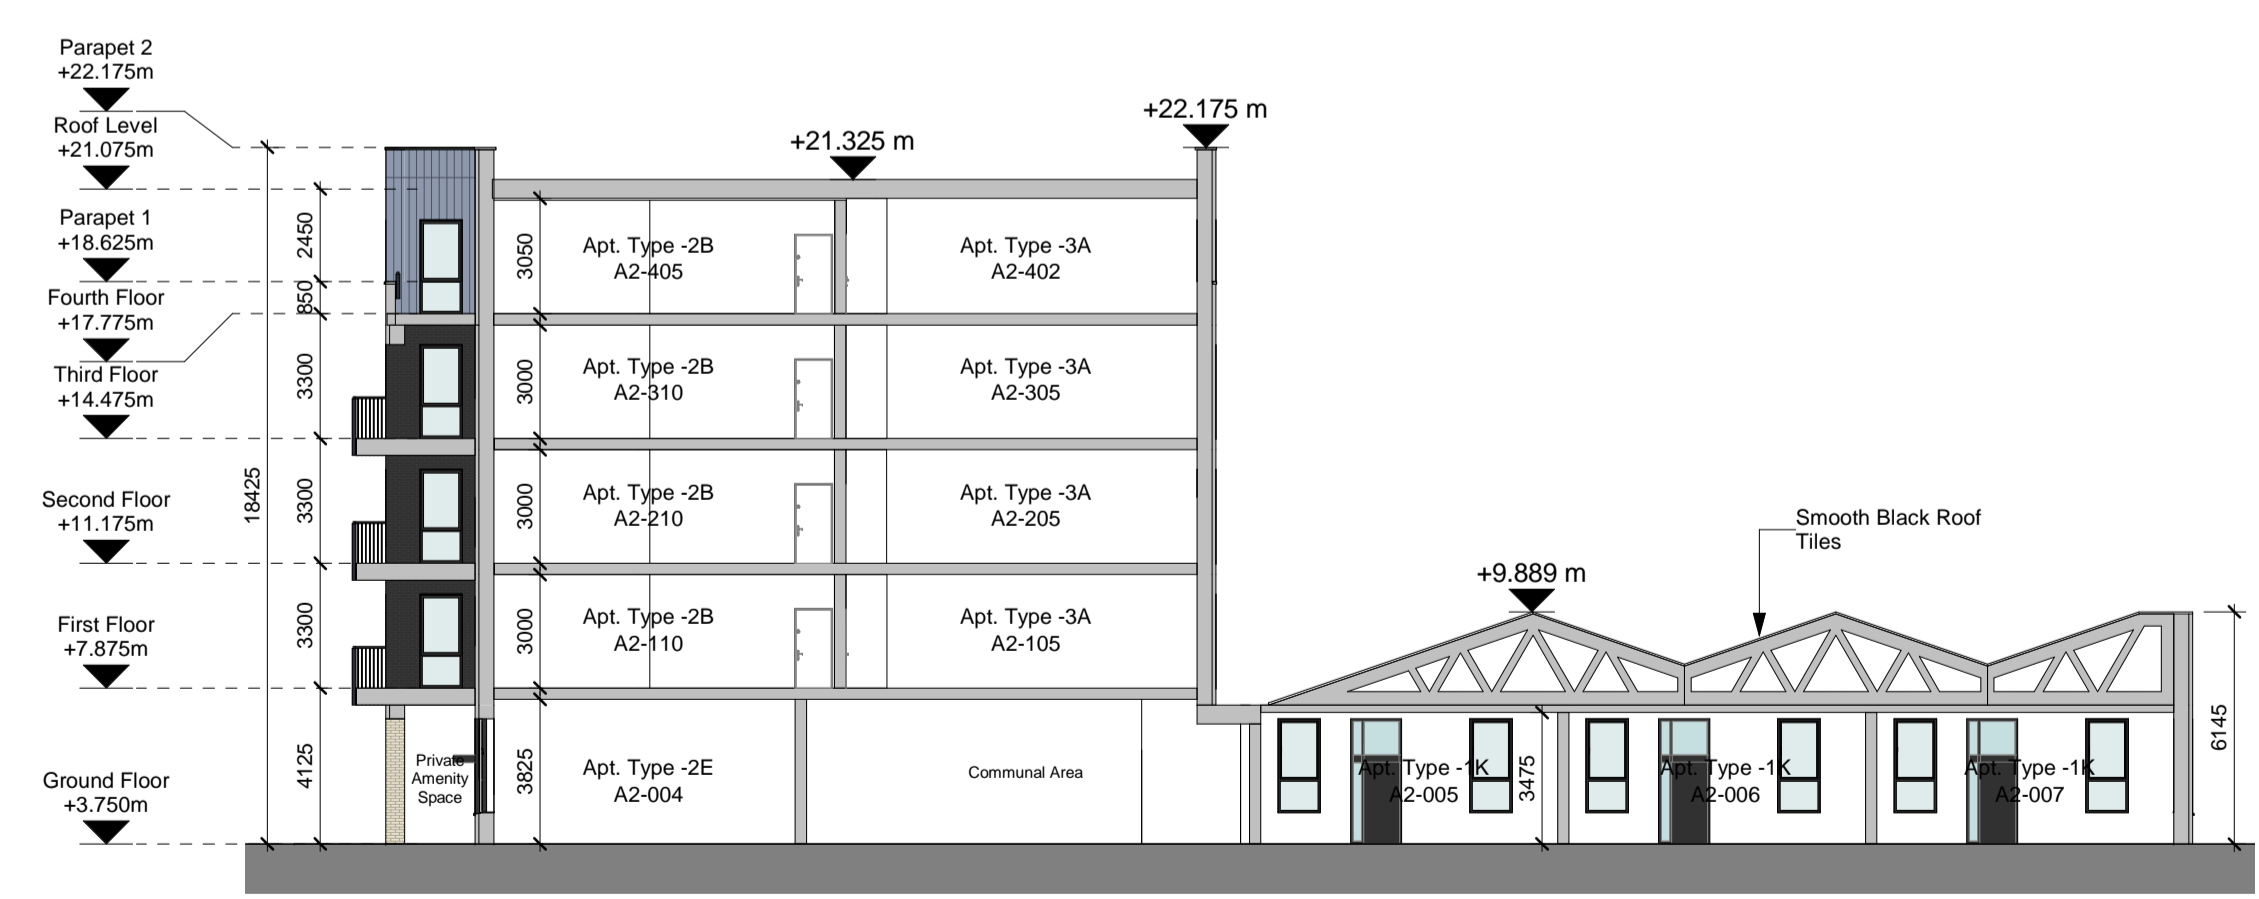 Parapet 2
+22.175m
Roof Level
+21.075m
Parapet 1
+18.625m
Fourth Floor
+17.775m
Third Floor
+14.475m
Second Floor
+11.175m
First Floor
+7.875m
Ground Floor
+3.750m
18425
2450
850
3300
3300
3300
4125
+21.325 m
+22.175 m
3050
Apt. Type -2B
A2-405
Apt. Type -3A
A2-402
3000
Apt. Type -2B
A2-310
Apt. Type -3A
A2-305
3000
Apt. Type -2B
A2-210
Apt. Type -3A
A2-205
3000
Apt. Type -2B
A2-110
Apt. Type -3A
A2-105
Private
Amenity
Space
3825
Apt. Type -2E
A2-004
Communal Area
+9.889 m
Smooth Black Roof
Tiles
Apt. Type -1K
A2-005
3475
Apt. Type -1K
A2-006
Apt. Type -1K
A2-007
6145